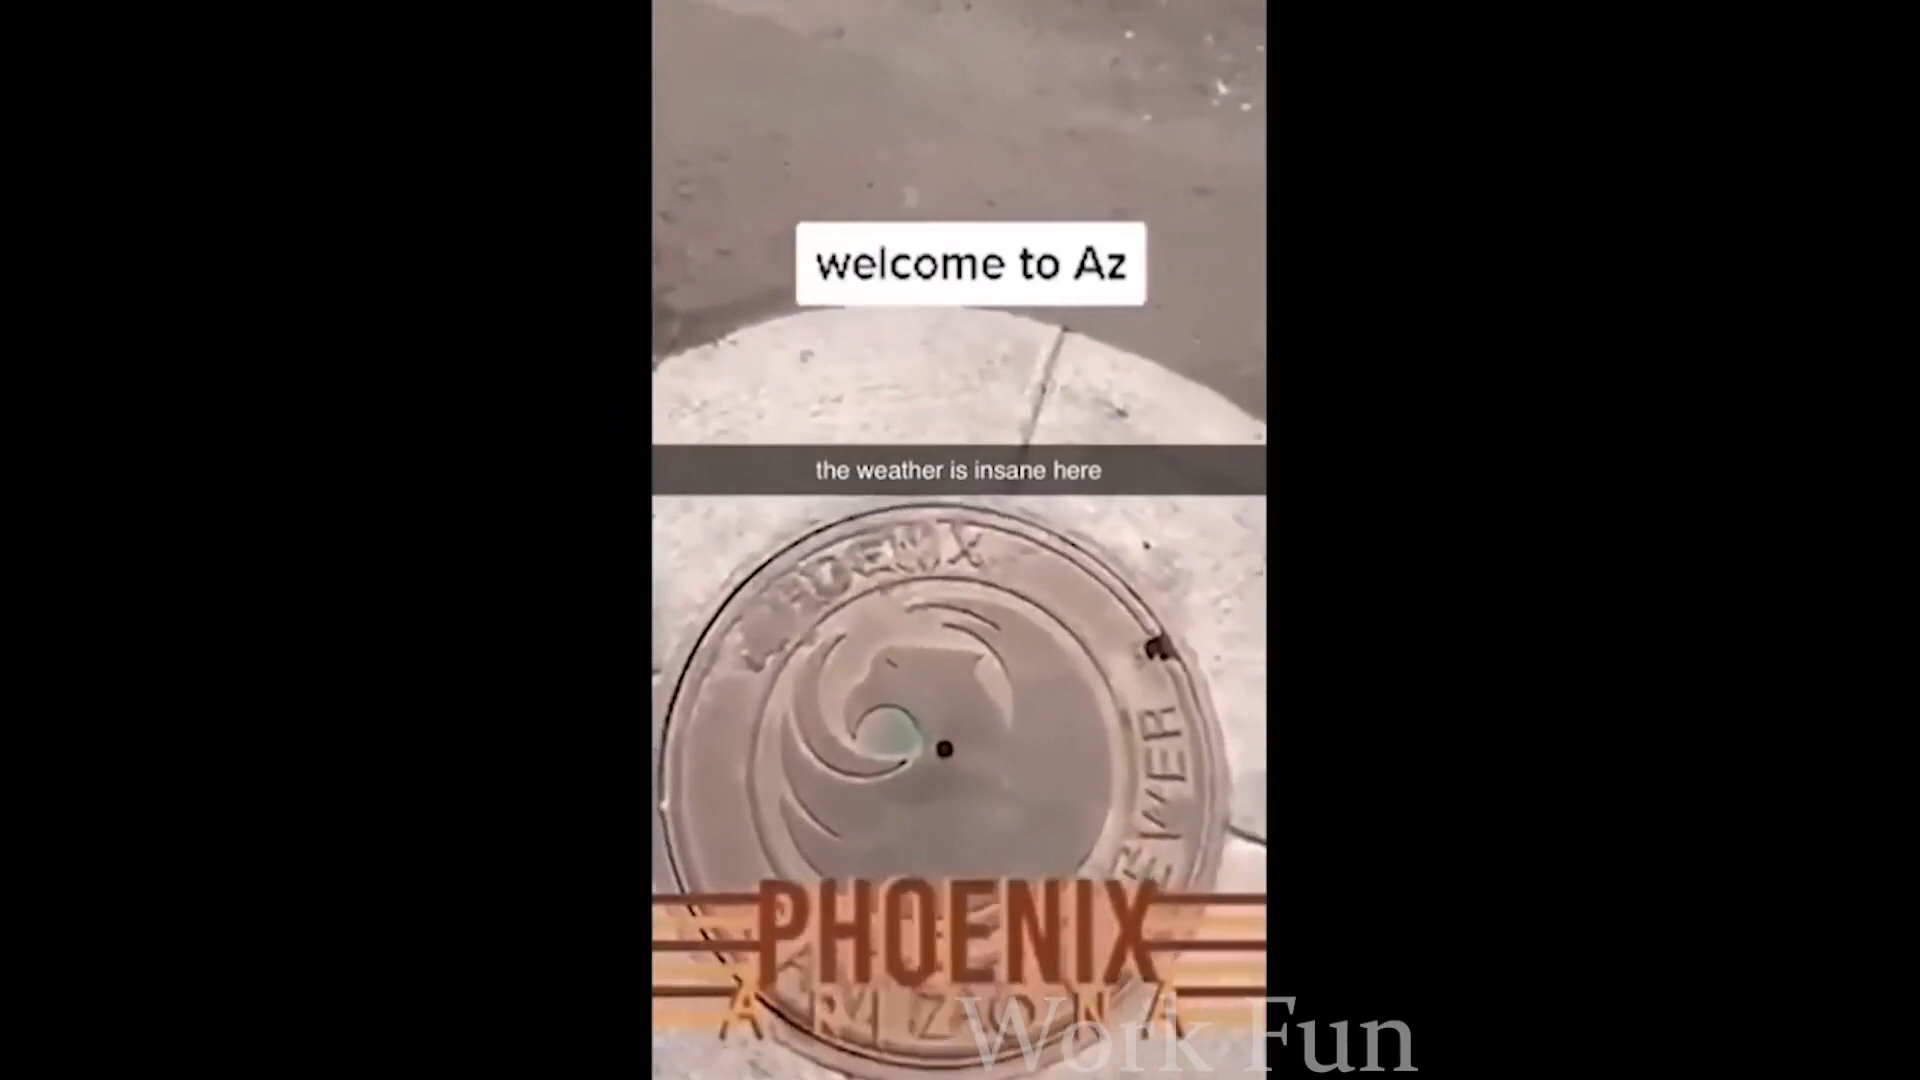 welcome to Az
the weather is insane here
PHOENIX
SEWER
PHOENIX
ARIZONA
Work Fun